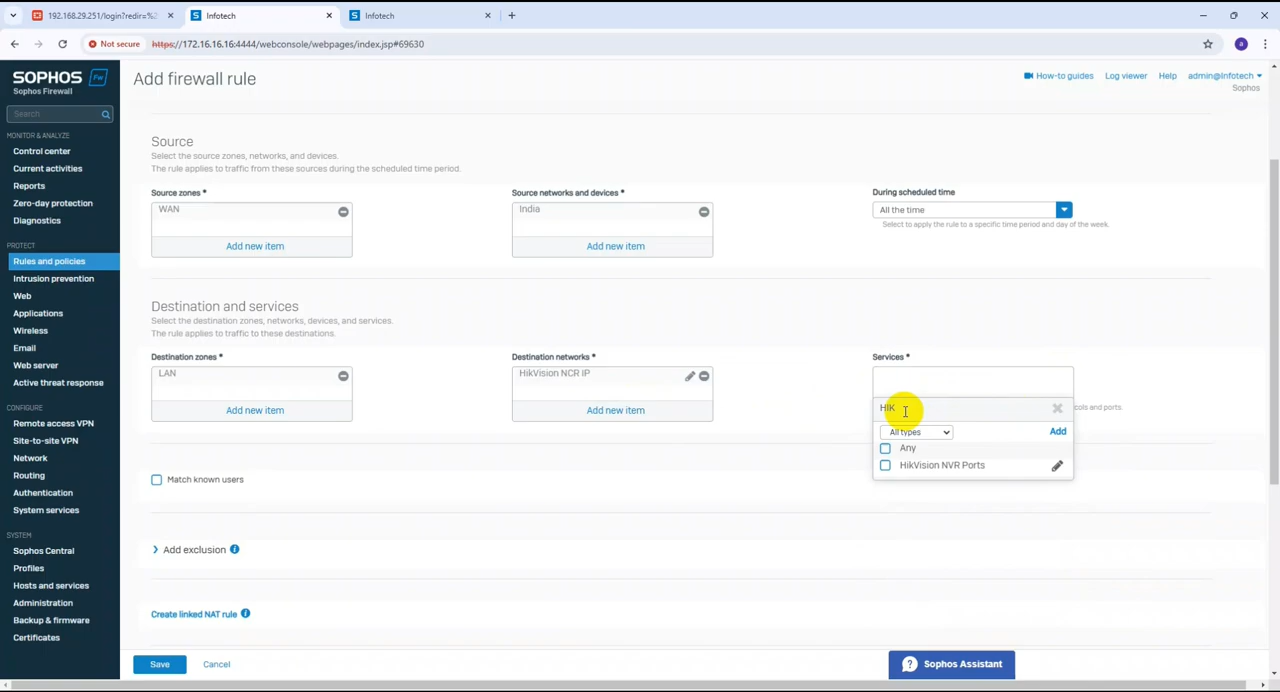 192.168.29.251/login?redir=%2
Infotech
Infotech
Not secure
https://172.16.16.16:4444/webconsole/webpages/index.jsp#69630
a
SOPHOS Fw
Sophos Firewall
Search
MONITOR & ANALYZE
Control center
Current activities
Reports
Zero-day protection
Diagnostics
PROTECT
Rules and policies
Intrusion prevention
Web
Applications
Wireless
Email
Web server
Active threat response
CONFIGURE
Remote access VPN
Site-to-site VPN
Network
Routing
Authentication
System services
SYSTEM
Sophos Central
Profiles
Hosts and services
Administration
Backup & firmware
Certificates
Add firewall rule
How-to guides Log viewer Help admin@Infotech
Sophos
Source
Select the source zones, networks, and devices.
The rule applies to traffic from these sources during the scheduled time period.
Source zones * Source networks and devices * During scheduled time
WAN India All the time
Select to apply the rule to a specific time period and day of the week.
Add new item Add new item
Destination and services
Select the destination zones, networks, devices, and services.
The rule applies to traffic to these destinations.
Destination zones * Destination networks * Services *
LAN HikVision NCR IP
Add new item Add new item HIK cols and ports.
All types Add
Any
HikVision NVR Ports
Match known users
Add exclusion
Create linked NAT rule
Save Cancel
Sophos Assistant